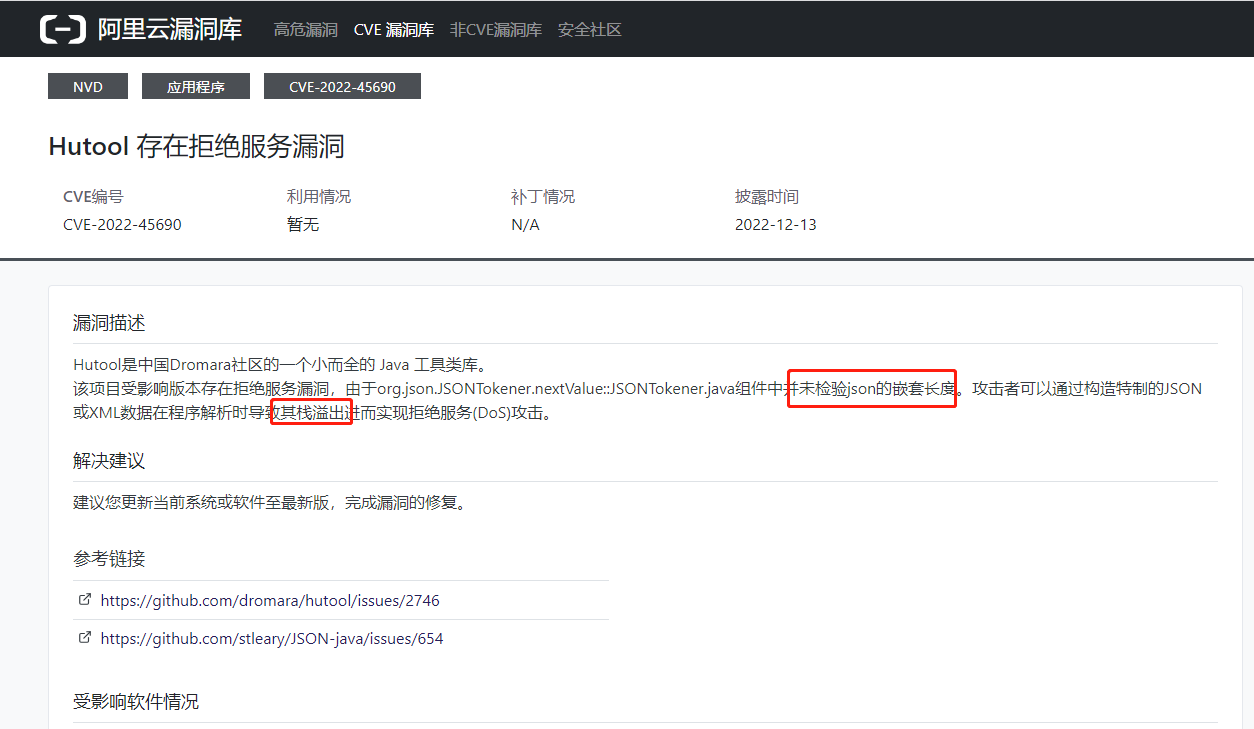 阿里云漏洞库 高危漏洞 CVE 漏洞库 非CVE漏洞库 安全社区
NVD 应用程序 CVE-2022-45690
Hutool 存在拒绝服务漏洞
CVE编号 利用情况 补丁情况 披露时间
CVE-2022-45690 暂无 N/A 2022-12-13
漏洞描述
Hutool是中国Dromara社区的一个小而全的 Java 工具类库。
该项目受影响版本存在拒绝服务漏洞，由于org.json.JSONTokener.nextValue::JSONTokener.java组件中并未检验json的嵌套长度。攻击者可以通过构造特制的JSON
或XML数据在程序解析时导致其栈溢出进而实现拒绝服务(DoS)攻击。
解决建议
建议您更新当前系统或软件至最新版，完成漏洞的修复。
参考链接
https://github.com/dromara/hutool/issues/2746
https://github.com/stleary/JSON-java/issues/654
受影响软件情况